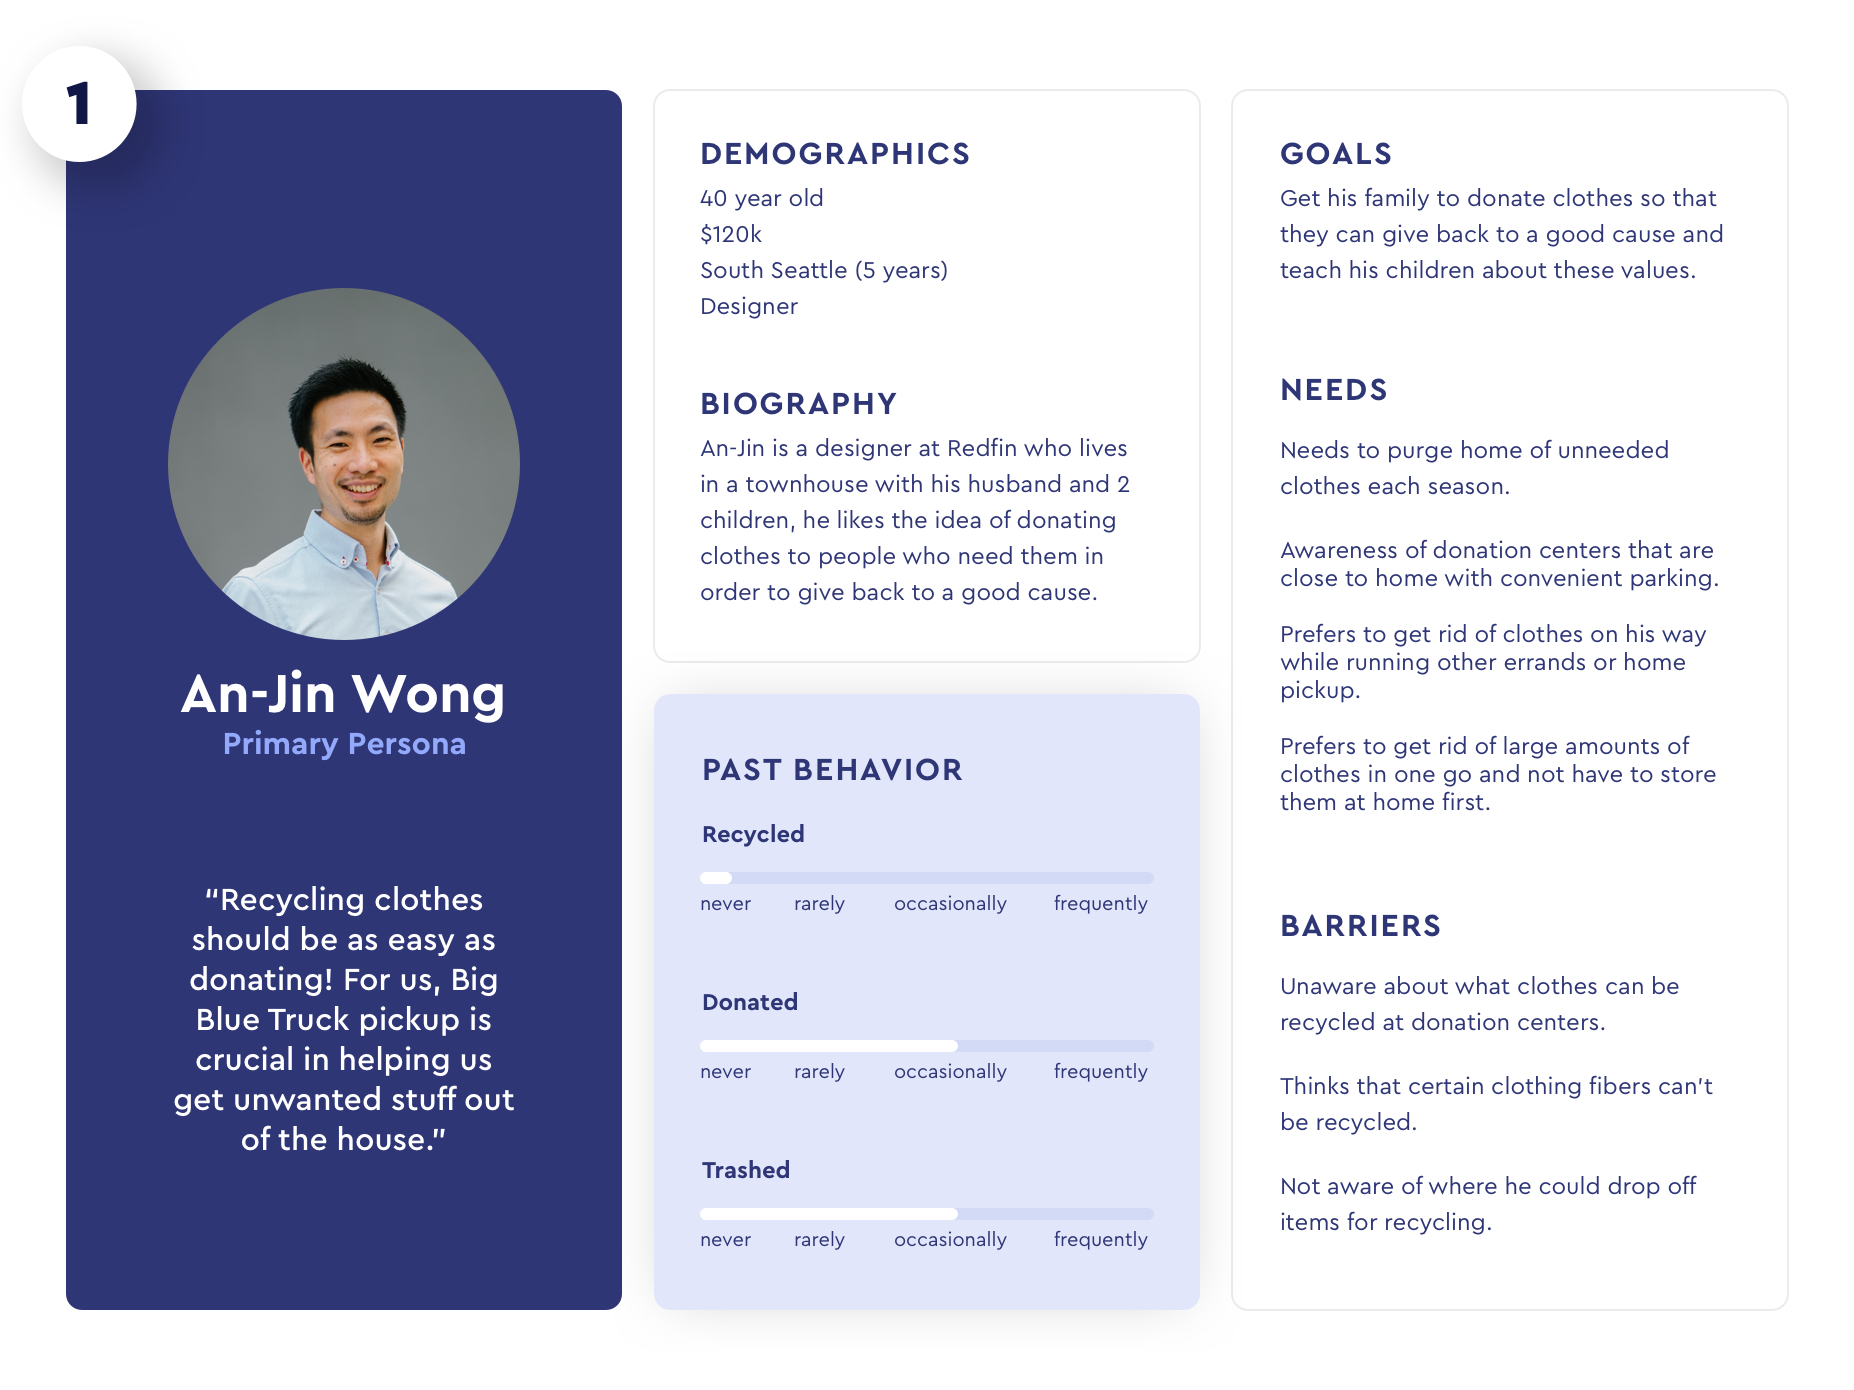 1
An-Jin Wong
Primary Persona
“Recycling clothes
should be as easy as
donating! For us, Big
Blue Truck pickup is
crucial in helping us
get unwanted stuff out
of the house.”
DEMOGRAPHICS
40 year old
$120k
South Seattle (5 years)
Designer
BIOGRAPHY
An-Jin is a designer at Redfin who lives
in a townhouse with his husband and 2
children, he likes the idea of donating
clothes to people who need them in
order to give back to a good cause.
PAST BEHAVIOR
Recycled
never rarely occasionally frequently
Donated
never rarely occasionally frequently
Trashed
never rarely occasionally frequently
GOALS
Get his family to donate clothes so that
they can give back to a good cause and
teach his children about these values.
NEEDS
Needs to purge home of unneeded
clothes each season.
Awareness of donation centers that are
close to home with convenient parking.
Prefers to get rid of clothes on his way
while running other errands or home
pickup.
Prefers to get rid of large amounts of
clothes in one go and not have to store
them at home first.
BARRIERS
Unaware about what clothes can be
recycled at donation centers.
Thinks that certain clothing fibers can’t
be recycled.
Not aware of where he could drop off
items for recycling.